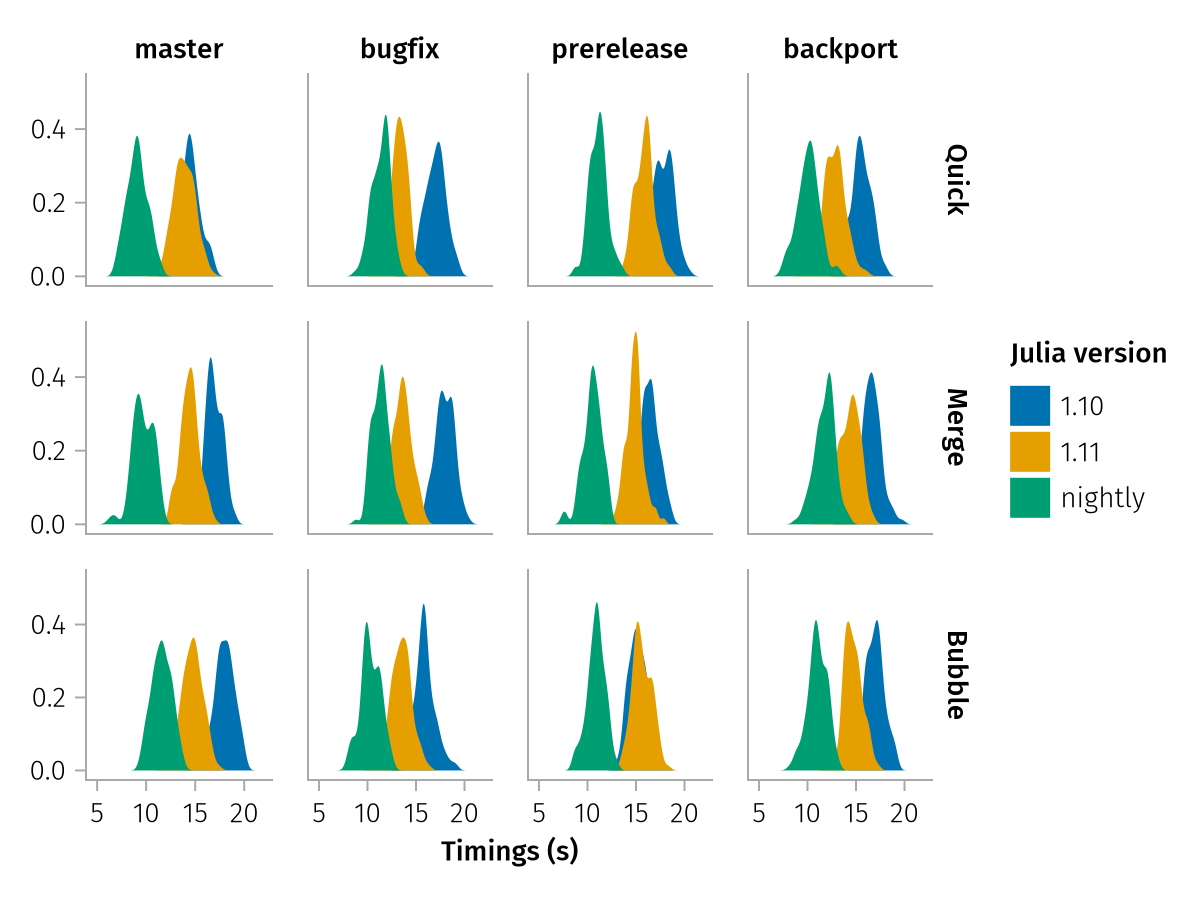 master bugfix prerelease backport
0.4
0.2
0.0
Quick
0.4
0.2
0.0
Merge
Julia version
1.10
1.11
nightly
0.4
0.2
0.0
Bubble
5 10 15 20 5 10 15 20 5 10 15 20 5 10 15 20
Timings (s)